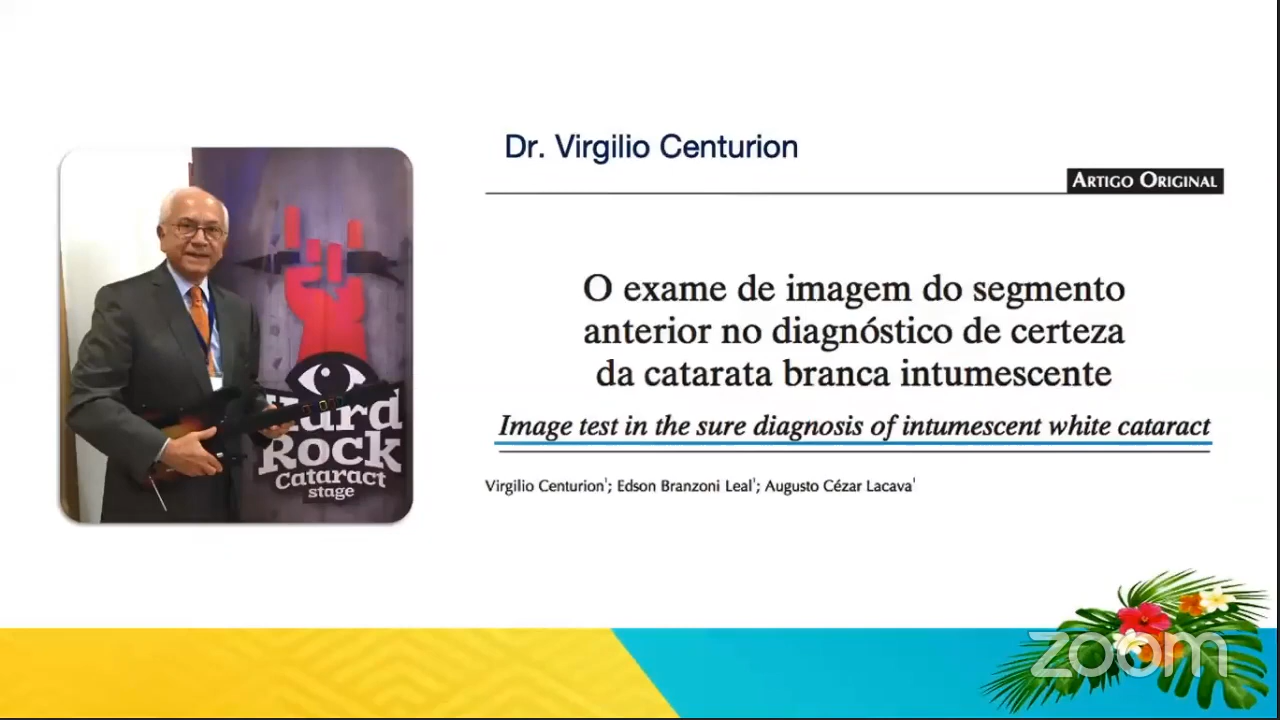 Dr. Virgilio Centurion
ARTIGO ORIGINAL
O exame de imagem do segmento
anterior no diagnóstico de certeza
da catarata branca intumescente
Image test in the sure diagnosis of intumescent white cataract
Virgilio Centurion¹; Edson Branzoni Leal¹; Augusto Cézar Lacava¹
Hard
Rock
Cataract
stage
zoom